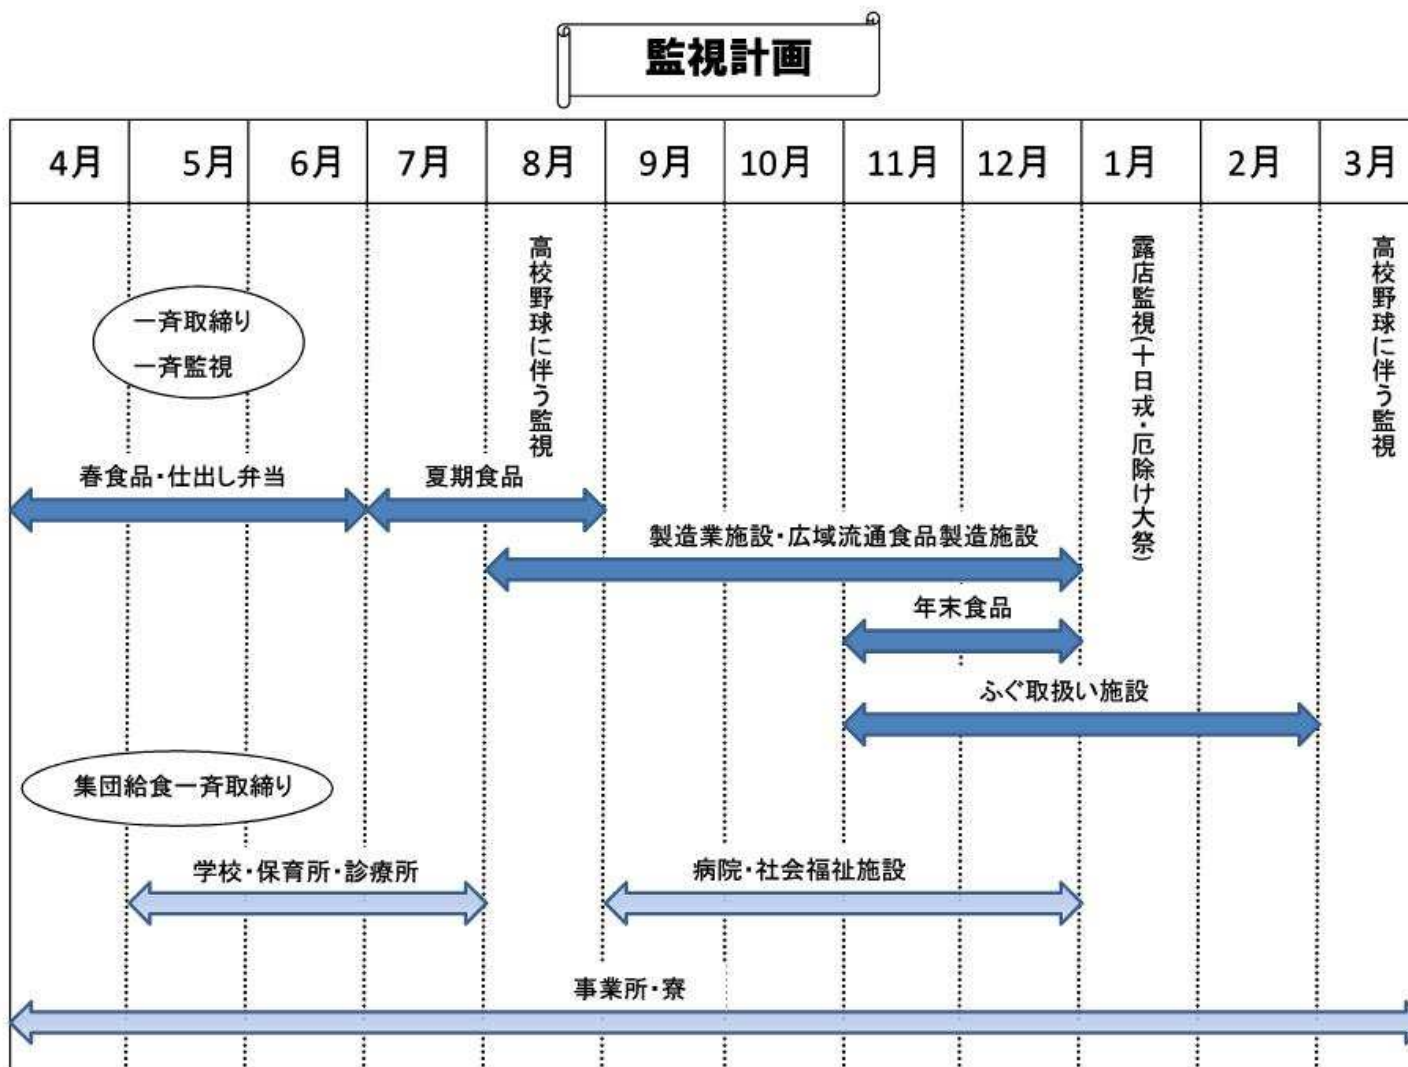 監視計画
4月 5月 6月 7月 8月 9月 10月 11月 12月 1月 2月 3月
高校野球に伴う監視
露店監視(十日戎・厄除け大祭)
高校野球に伴う監視
一斉取締り
一斉監視
春食品・仕出し弁当
夏期食品
製造業施設・広域流通食品製造施設
年末食品
ふぐ取扱い施設
集団給食一斉取締り
学校・保育所・診療所
病院・社会福祉施設
事業所・寮